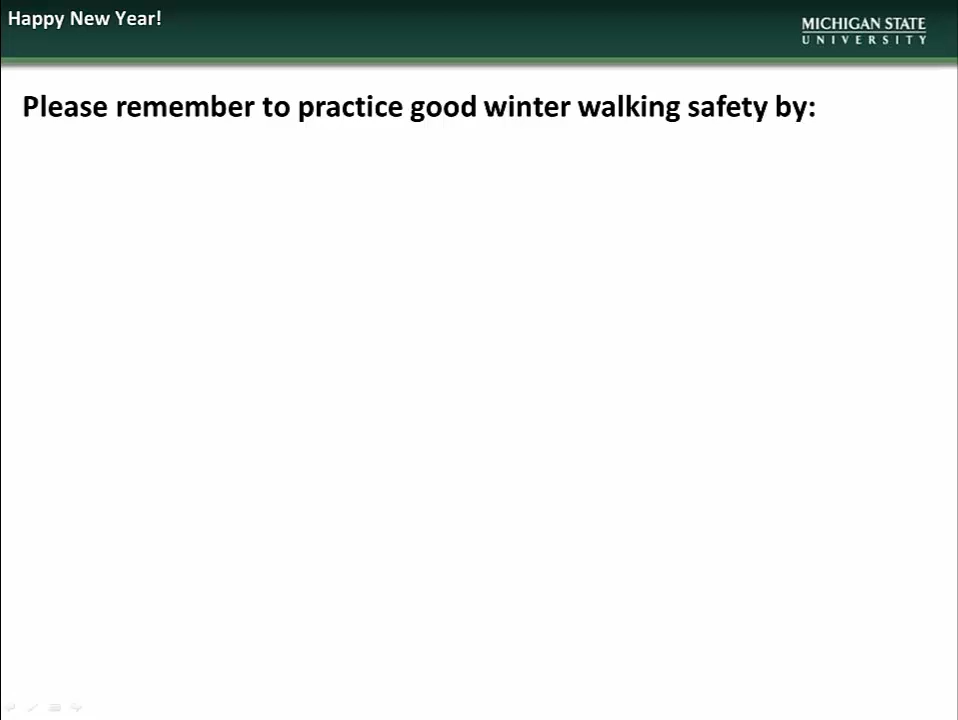 Happy New Year!
MICHIGAN STATE
UNIVERSITY
Please remember to practice good winter walking safety by: